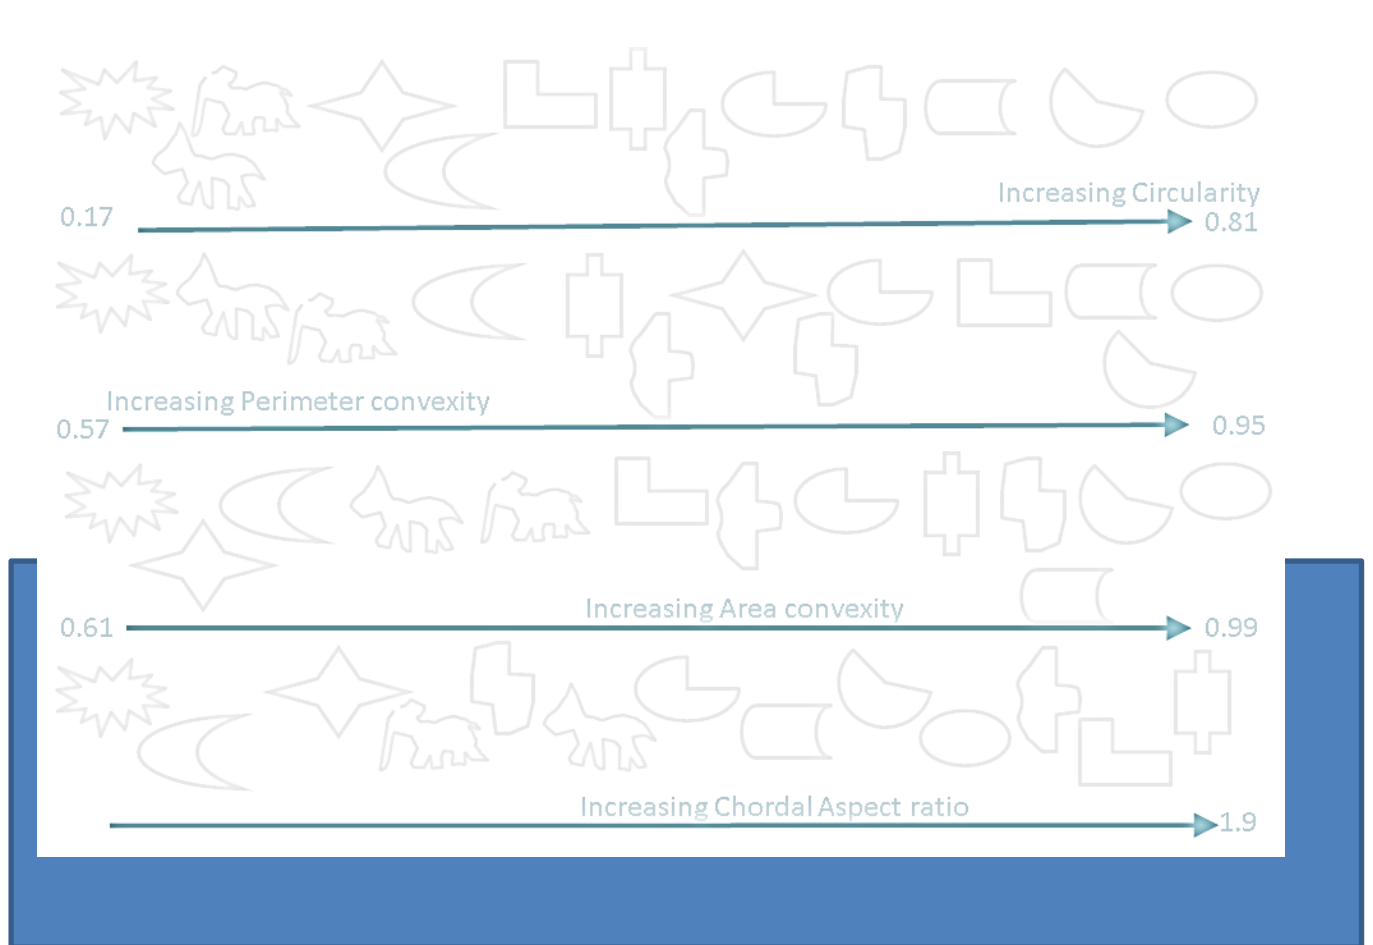 Increasing Circularity
0.17
0.81
Increasing Perimeter convexity
0.57
0.95
Increasing Area convexity
0.61
0.99
Increasing Chordal Aspect ratio
1.9